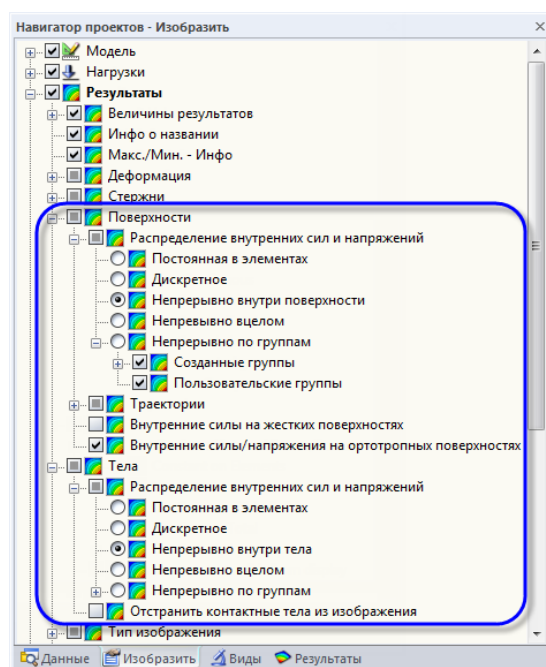 Навигатор проектов - Изобразить
Модель
Нагрузки
Результаты
Величины результатов
Инфо о названии
Макс./Мин. - Инфо
Деформация
Стержни
Поверхности
Распределение внутренних сил и напряжений
Постоянная в элементах
Дискретное
Непрерывно внутри поверхности
Непревывно вцелом
Непрерывно по группам
Созданные группы
Пользовательские группы
Траектории
Внутренние силы на жестких поверхностях
Внутренние силы/напряжения на ортотропных поверхностях
Тела
Распределение внутренних сил и напряжений
Постоянная в элементах
Дискретное
Непрерывно внутри тела
Непревывно вцелом
Непрерывно по группам
Отстранить контактные тела из изображения
Тип изображения
Данные Изобразить Виды Результаты